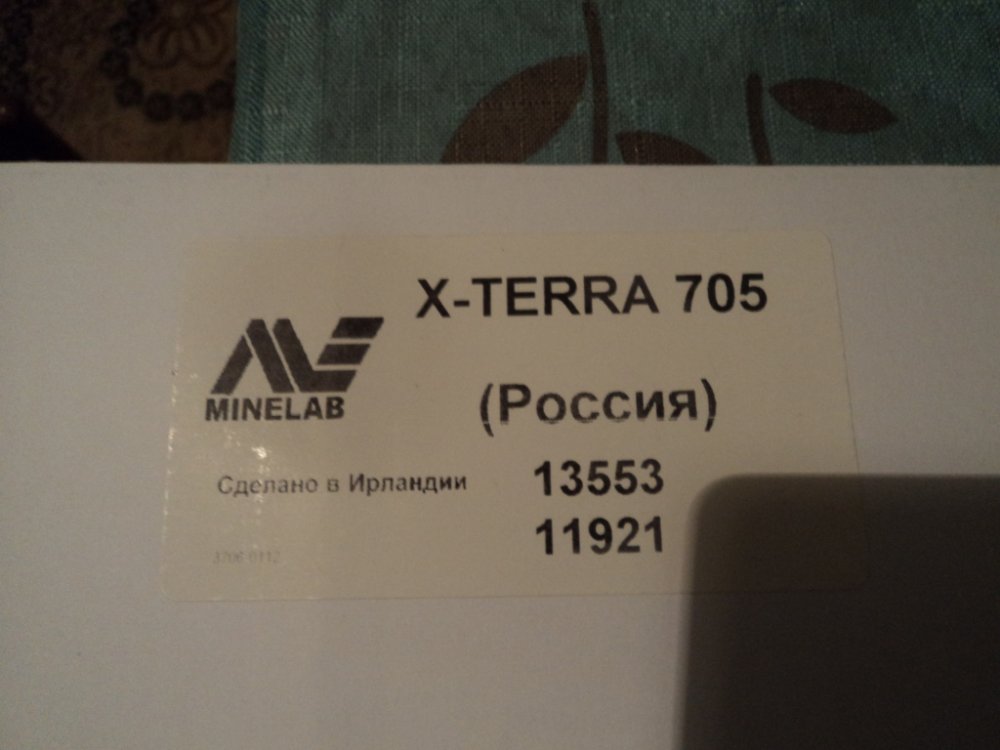 X-TERRA 705
MINELAB
(Россия)
Сделано в Ирландии
13553
11921